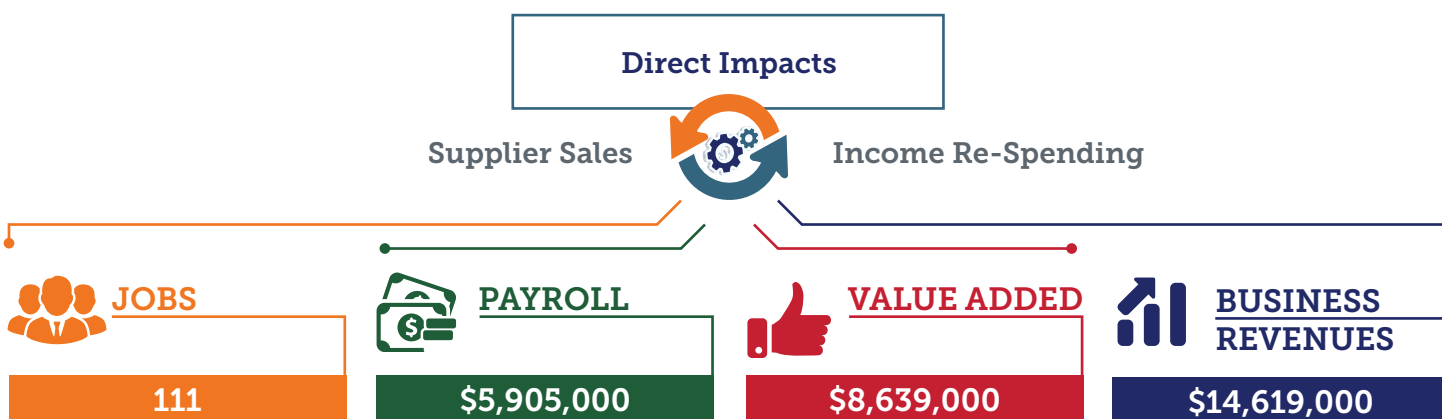 Direct Impacts
Supplier Sales
Income Re-Spending
JOBS
111
PAYROLL
$5,905,000
VALUE ADDED
$8,639,000
BUSINESS
REVENUES
$14,619,000